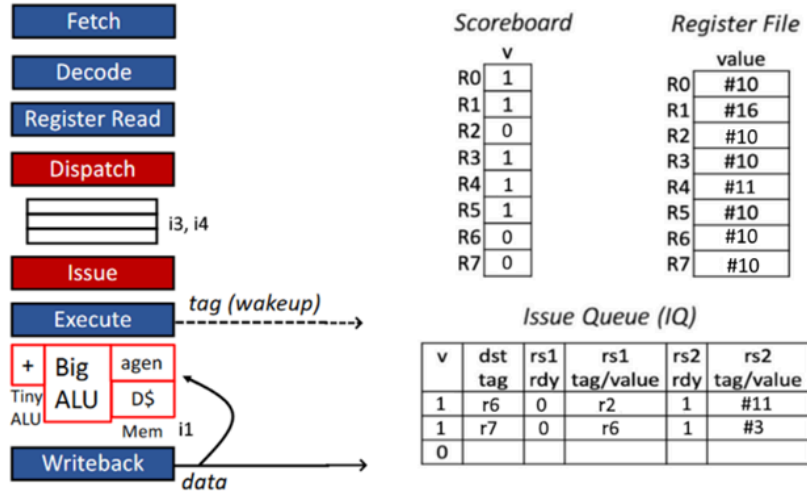 Fetch
Decode
Register Read
Dispatch
i3, i4
Issue
tag (wakeup)
Execute
+
Big
ALU
agen
D$
Tiny
ALU
Mem
i1
Writeback
data
Scoreboard
v
R0 1
R1 1
R2 0
R3 1
R4 1
R5 1
R6 0
R7 0
Register File
value
R0 #10
R1 #16
R2 #10
R3 #10
R4 #11
R5 #10
R6 #10
R7 #10
Issue Queue (IQ)
v dst rs1 rs1 rs2 rs2
tag rdy tag/value rdy tag/value
1 r6 0 r2 1 #11
1 r7 0 r6 1 #3
0